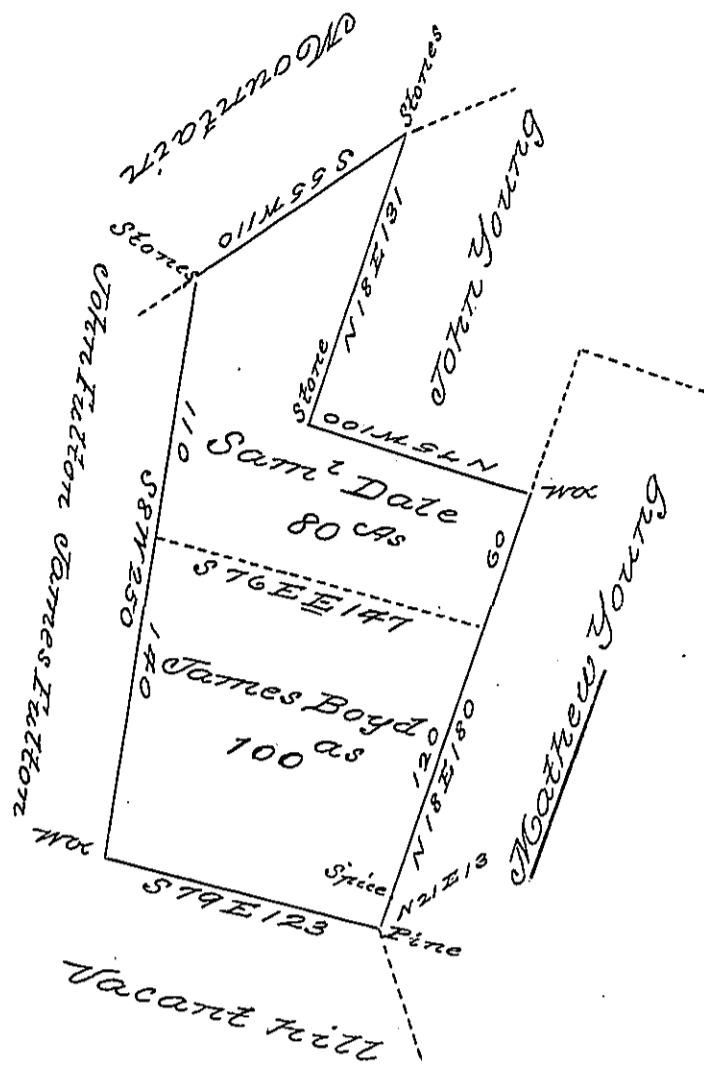 Mountain
Stones
S 55 W 110
Stones
N 18 E 131
John Young
Stone
N 75 W 100
Wo
John Fulton James Fulton
110
Sam^l Dale
80 As
60
S 8 W 250
S 76 E E 147
140
James Boyd
100 as
120
N 18 E 180
Mathew Young
Wo
Spice
N 21 E 13
S 79 E 123
Pine
Vacant hill